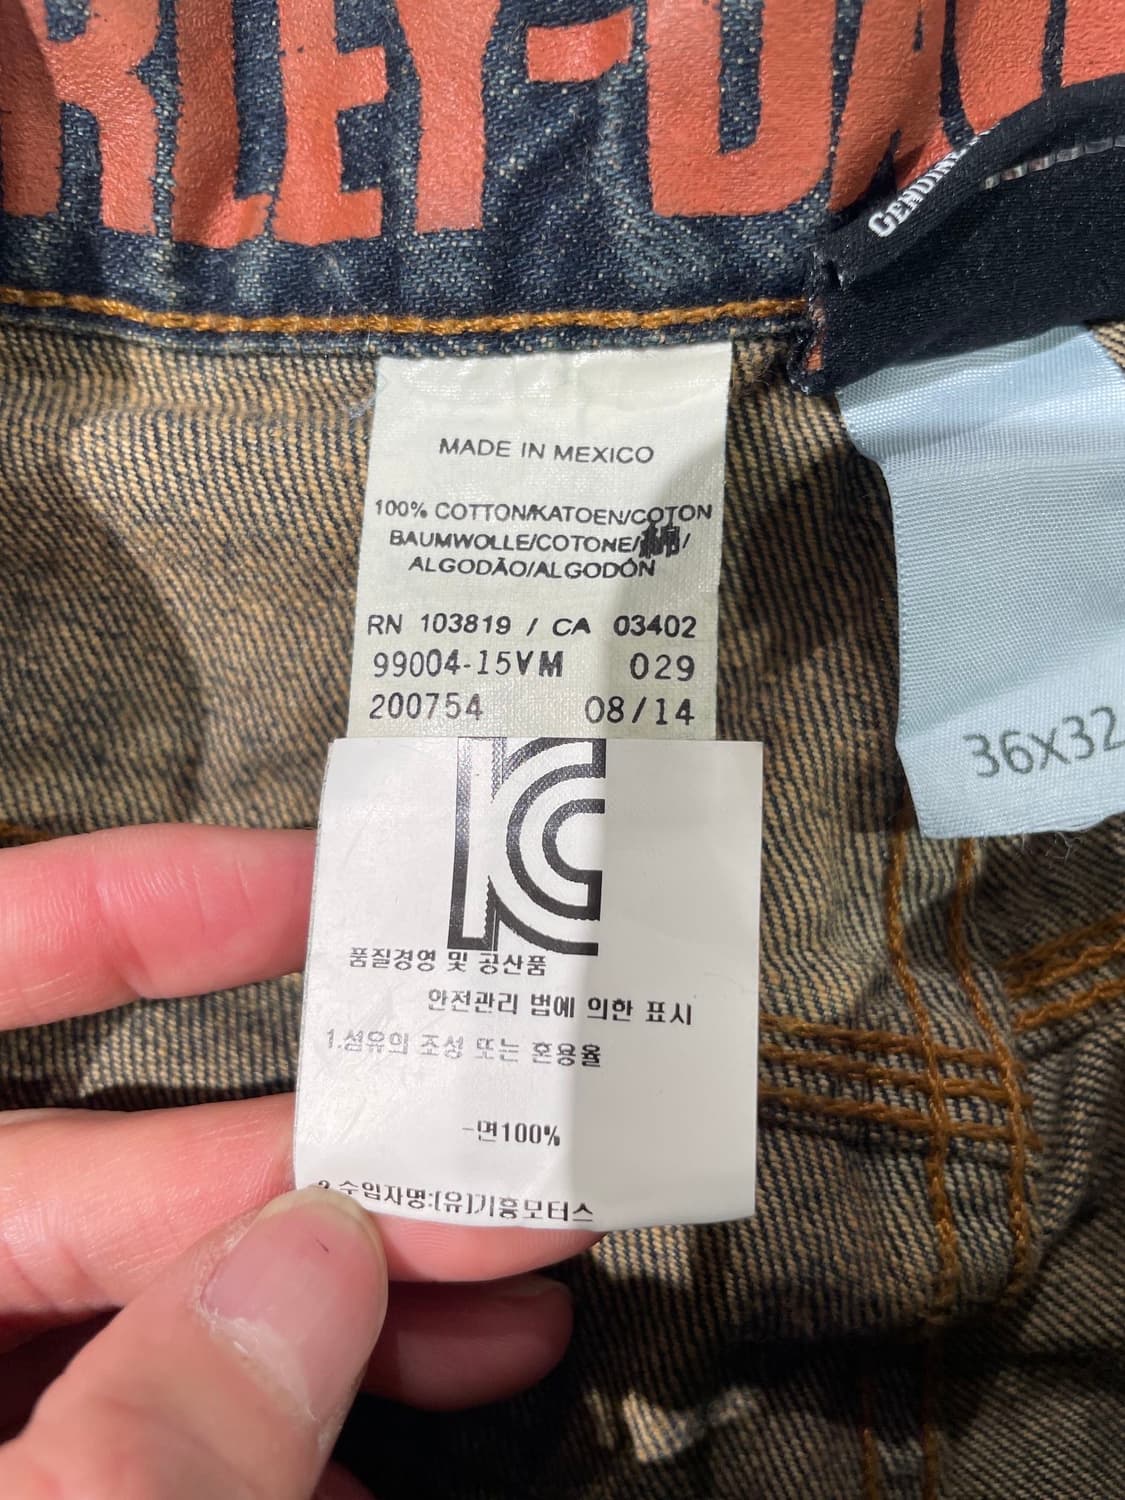 RLEY-DA
GENUINE
MADE IN MEXICO
100% COTTON/KATOEN/COTON
BAUMWOLLE/COTONE/
ALGODÃO/ALGODÓN
RN 103819 / CA 03402
99004-15VM 029
200754 08/14
36x32
KC
품질경영 및 공산품
안전관리 법에 의한 표시
1.섬유의 조성 또는 혼용율
-면100%
2.수입자명:(유)기흥모터스